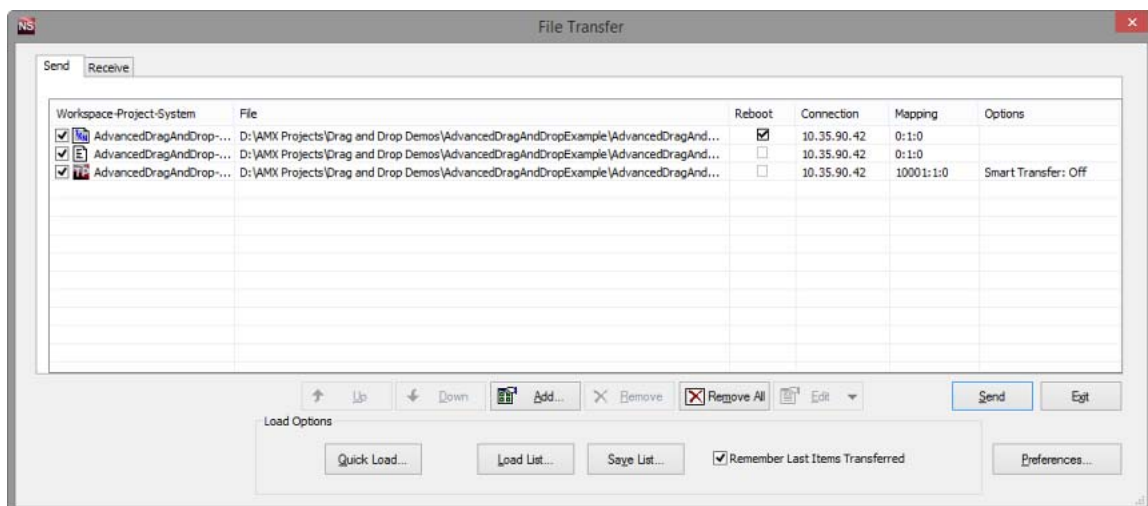 NS File Transfer
Send Receive
Workspace-Project-System File Reboot Connection Mapping Options
AdvancedDragAndDrop-... D:\AMX Projects\Drag and Drop Demos\AdvancedDragAndDropExample\AdvancedDragAnd... 10.35.90.42 0:1:0
E AdvancedDragAndDrop-... D:\AMX Projects\Drag and Drop Demos\AdvancedDragAndDropExample\AdvancedDragAnd... 10.35.90.42 0:1:0
TP AdvancedDragAndDrop-... D:\AMX Projects\Drag and Drop Demos\AdvancedDragAndDropExample\AdvancedDragAnd... 10.35.90.42 10001:1:0 Smart Transfer: Off
Up Down Add... Remove Remove All Edit Send Exit
Load Options
Quick Load... Load List... Save List... Remember Last Items Transferred Preferences...